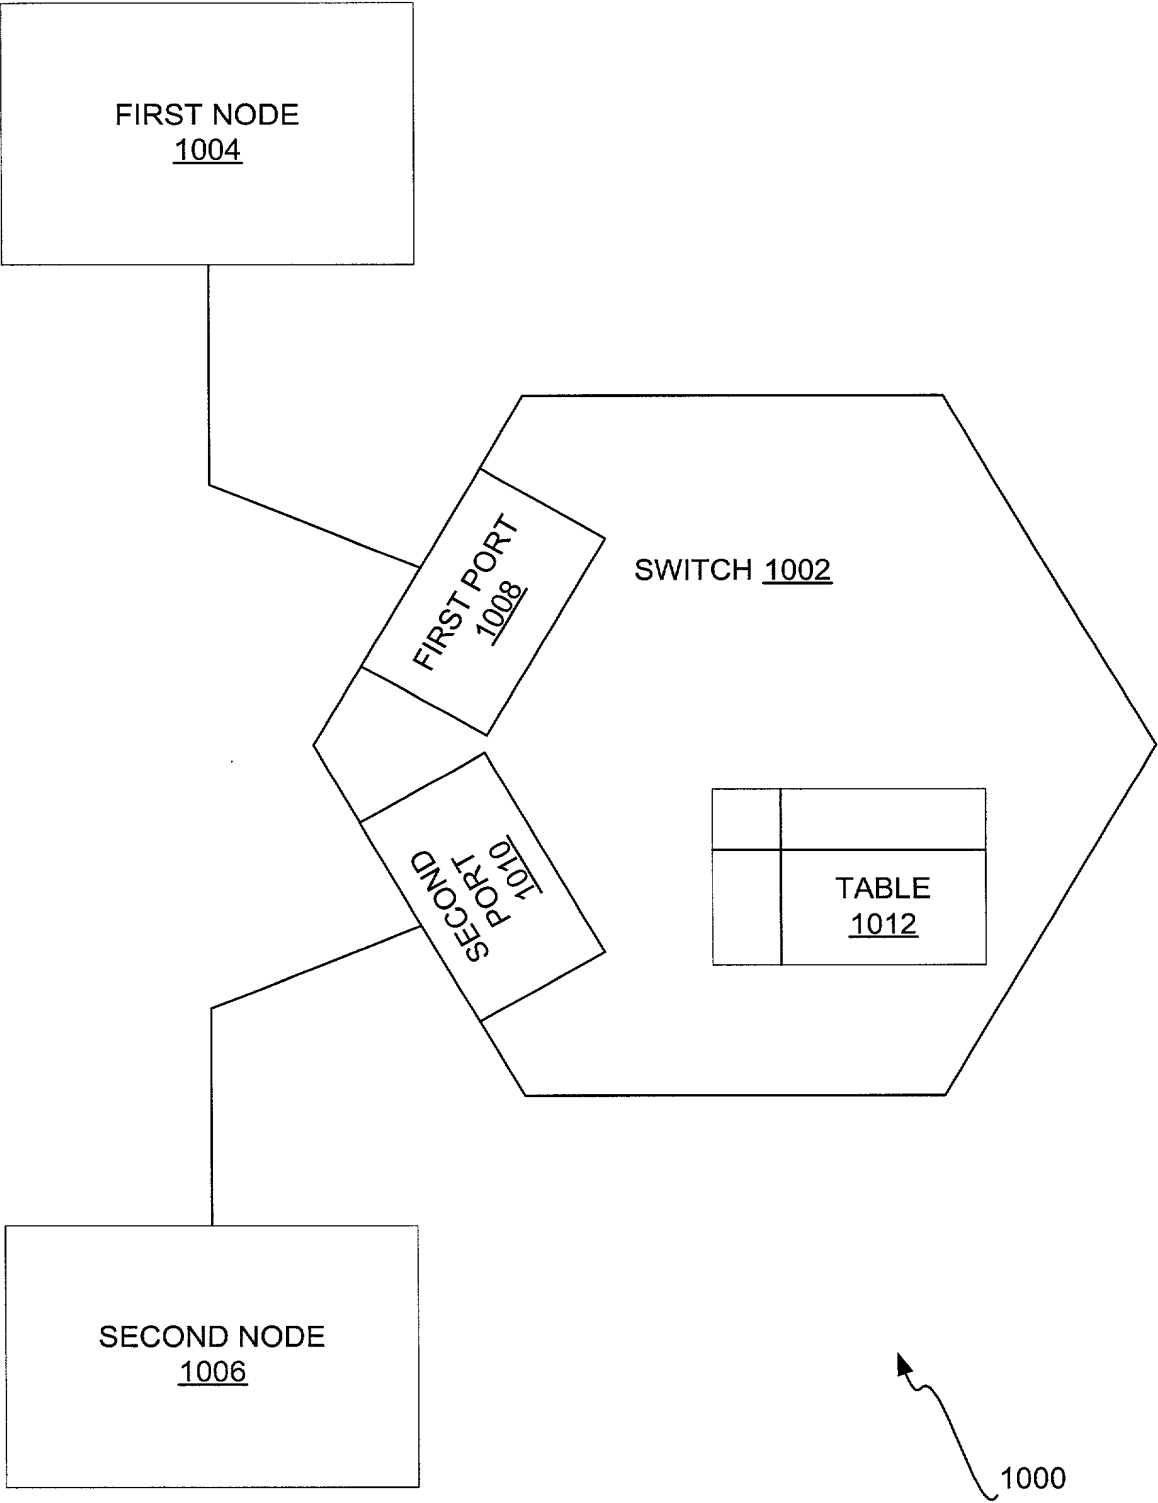 FIRST NODE
1004
FIRST PORT
1008
SWITCH 1002
SECOND
PORT
1010
TABLE
1012
SECOND NODE
1006
1000